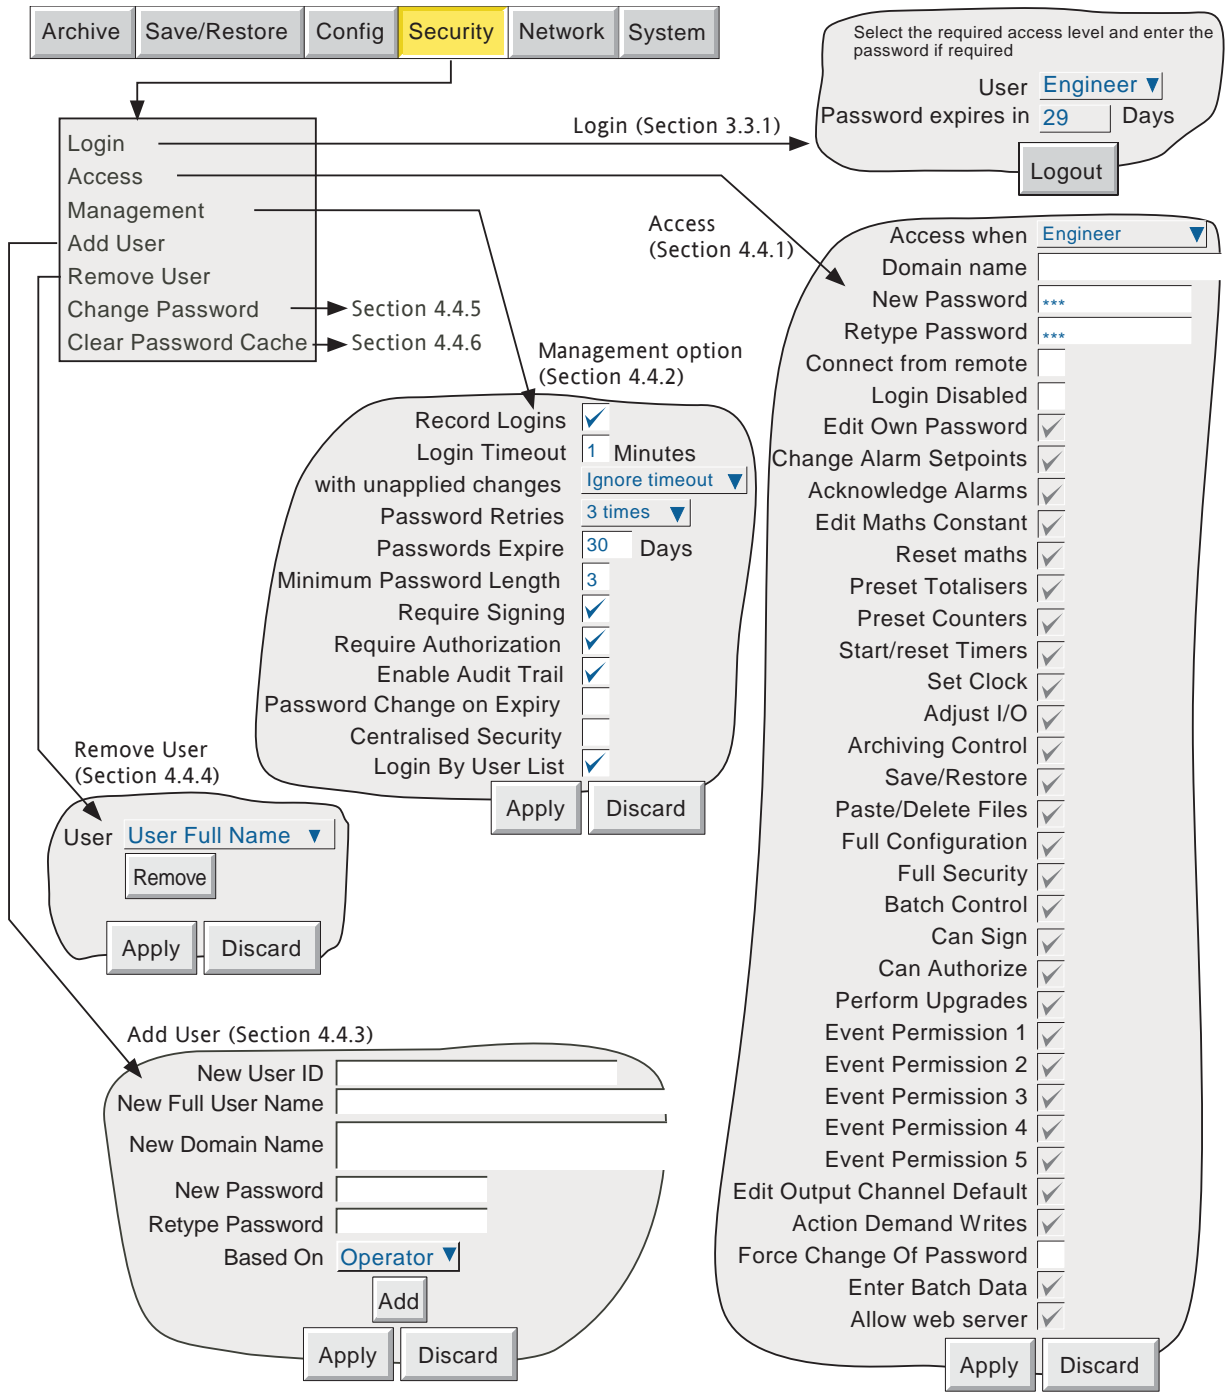 Archive Save/Restore Config Security Network System
Select the required access level and enter the
password if required
User Engineer
Password expires in 29 Days
Logout
Login
Access
Management
Add User
Remove User
Change Password
Clear Password Cache
Login (Section 3.3.1)
Section 4.4.5
Section 4.4.6
Access
(Section 4.4.1)
Access when Engineer
Domain name
New Password ***
Retype Password ***
Connect from remote
Login Disabled
Edit Own Password
Change Alarm Setpoints
Acknowledge Alarms
Edit Maths Constant
Reset maths
Preset Totalisers
Preset Counters
Start/reset Timers
Set Clock
Adjust I/O
Archiving Control
Save/Restore
Paste/Delete Files
Full Configuration
Full Security
Batch Control
Can Sign
Can Authorize
Perform Upgrades
Event Permission 1
Event Permission 2
Event Permission 3
Event Permission 4
Event Permission 5
Edit Output Channel Default
Action Demand Writes
Force Change Of Password
Enter Batch Data
Allow web server
Apply Discard
Management option
(Section 4.4.2)
Record Logins
Login Timeout 1 Minutes
with unapplied changes Ignore timeout
Password Retries 3 times
Passwords Expire 30 Days
Minimum Password Length 3
Require Signing
Require Authorization
Enable Audit Trail
Password Change on Expiry
Centralised Security
Login By User List
Apply Discard
Remove User
(Section 4.4.4)
User User Full Name
Remove
Apply Discard
Add User (Section 4.4.3)
New User ID
New Full User Name
New Domain Name
New Password
Retype Password
Based On Operator
Add
Apply Discard